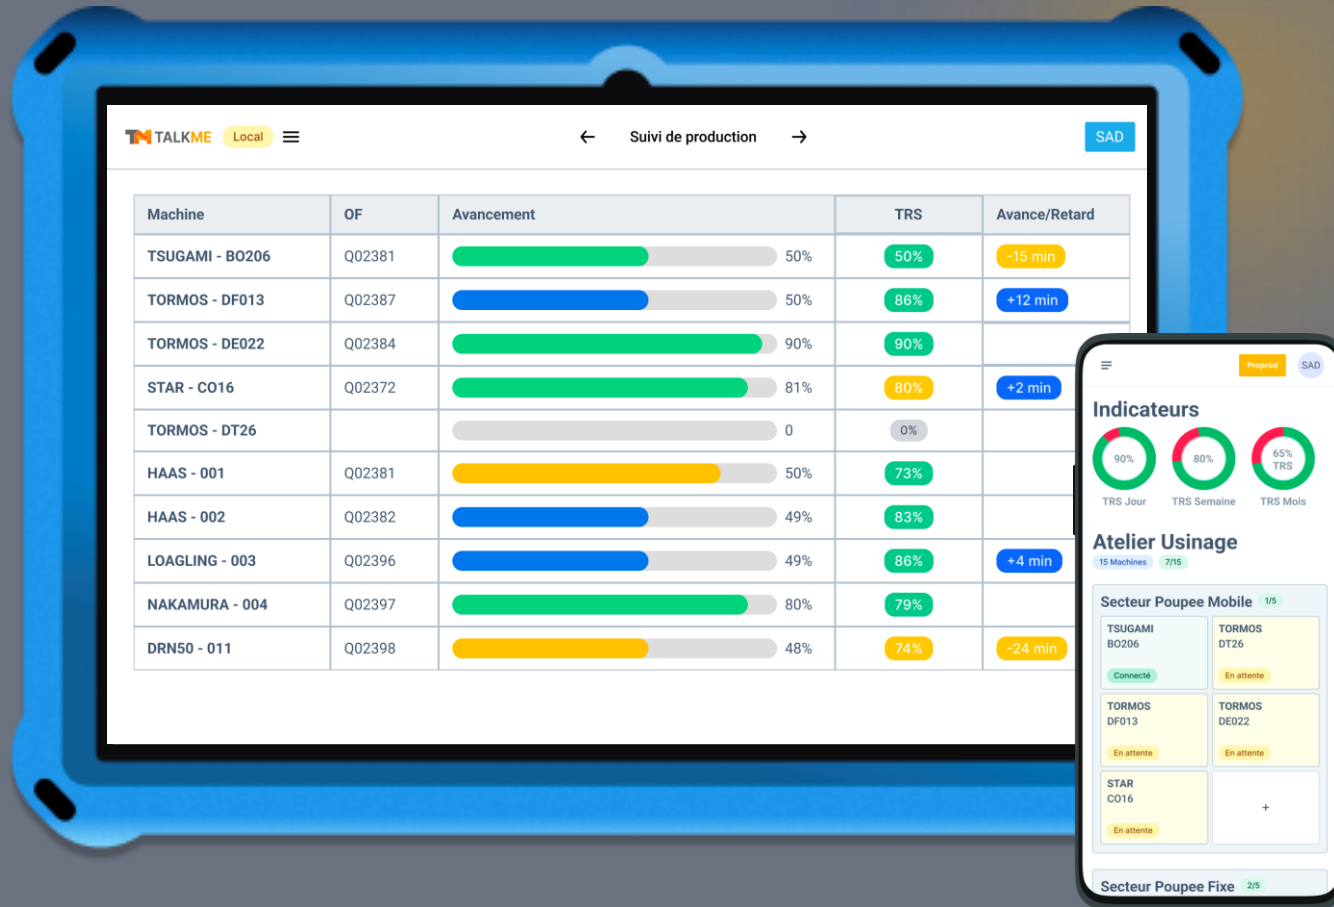 TM TALKME Local
← Suivi de production →
SAD
Machine OF Avancement TRS Avance/Retard
TSUGAMI - BO206 Q02381 50% 50% -15 min
TORMOS - DF013 Q02387 50% 86% +12 min
TORMOS - DE022 Q02384 90% 90%
STAR - CO16 Q02372 81% 80% +2 min
TORMOS - DT26 0 0%
HAAS - 001 Q02381 50% 73%
HAAS - 002 Q02382 49% 83%
LOAGLING - 003 Q02396 49% 86% +4 min
NAKAMURA - 004 Q02397 80% 79%
DRN50 - 011 Q02398 48% 74% -24 min
Preprod SAD
Indicateurs
90% 80% 65%
TRS
TRS Jour TRS Semaine TRS Mois
Atelier Usinage
15 Machines 7/15
Secteur Poupee Mobile 1/5
TSUGAMI
BO206
Connecté
TORMOS
DT26
En attente
TORMOS
DF013
En attente
TORMOS
DE022
En attente
STAR
CO16
En attente
+
Secteur Poupee Fixe 2/5